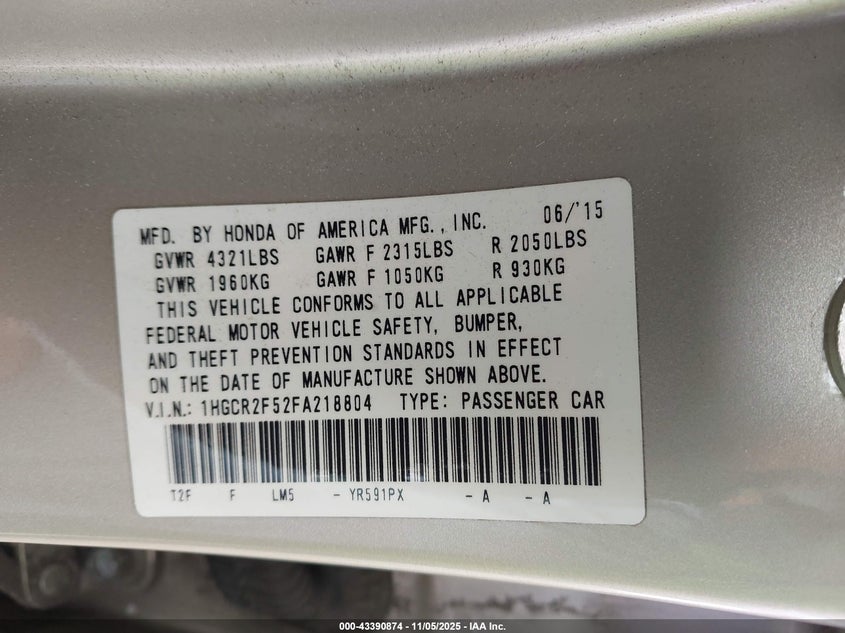 MFD. BY HONDA OF AMERICA MFG., INC. 06/'15
GVWR 4321LBS GAWR F 2315LBS R 2050LBS
GVWR 1960KG GAWR F 1050KG R 930KG
THIS VEHICLE CONFORMS TO ALL APPLICABLE
FEDERAL MOTOR VEHICLE SAFETY, BUMPER,
AND THEFT PREVENTION STANDARDS IN EFFECT
ON THE DATE OF MANUFACTURE SHOWN ABOVE.
V.I.N.: 1HGCR2F52FA218804 TYPE: PASSENGER CAR
T2F F LM5 - YR591PX - A - A
000-43390874 - 11/05/2025 - IAA Inc.